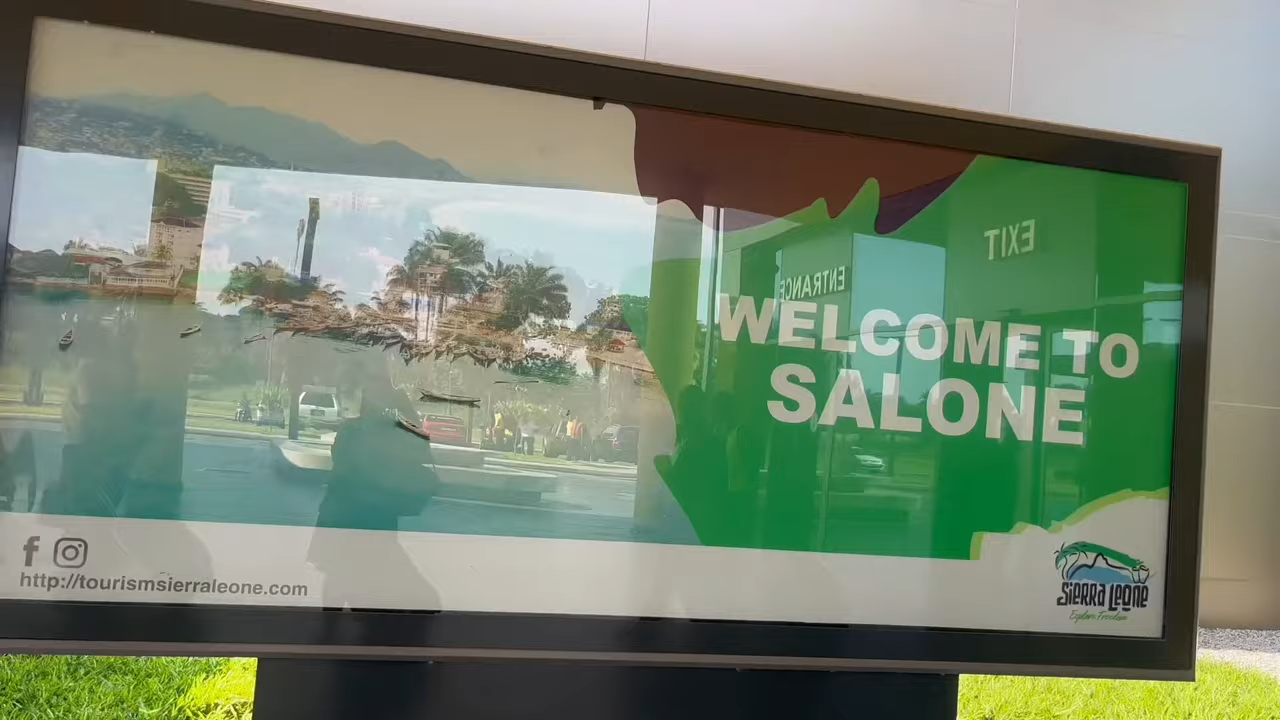 EXIT
ENTRANCE
WELCOME TO
SALONE
http://tourismsierraleone.com
SIERRA LEONE
Explore Freedom